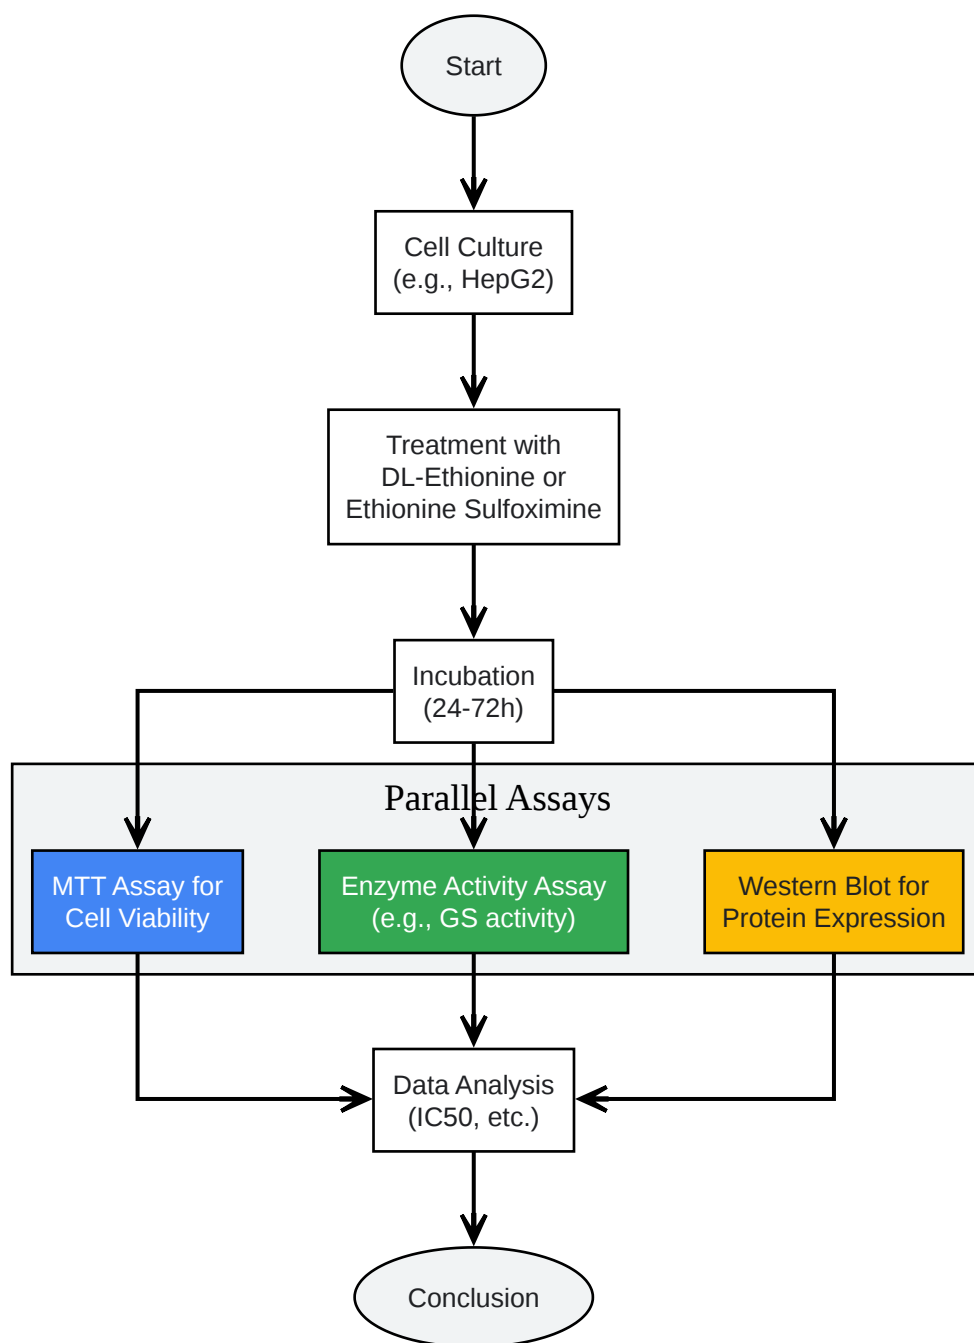 Start
Cell Culture
(e.g., HepG2)
Treatment with
DL-Ethionine or
Ethionine Sulfoximine
Incubation
(24-72h)
Parallel Assays
MTT Assay for
Cell Viability
Enzyme Activity Assay
(e.g., GS activity)
Western Blot for
Protein Expression
Data Analysis
(IC50, etc.)
Conclusion